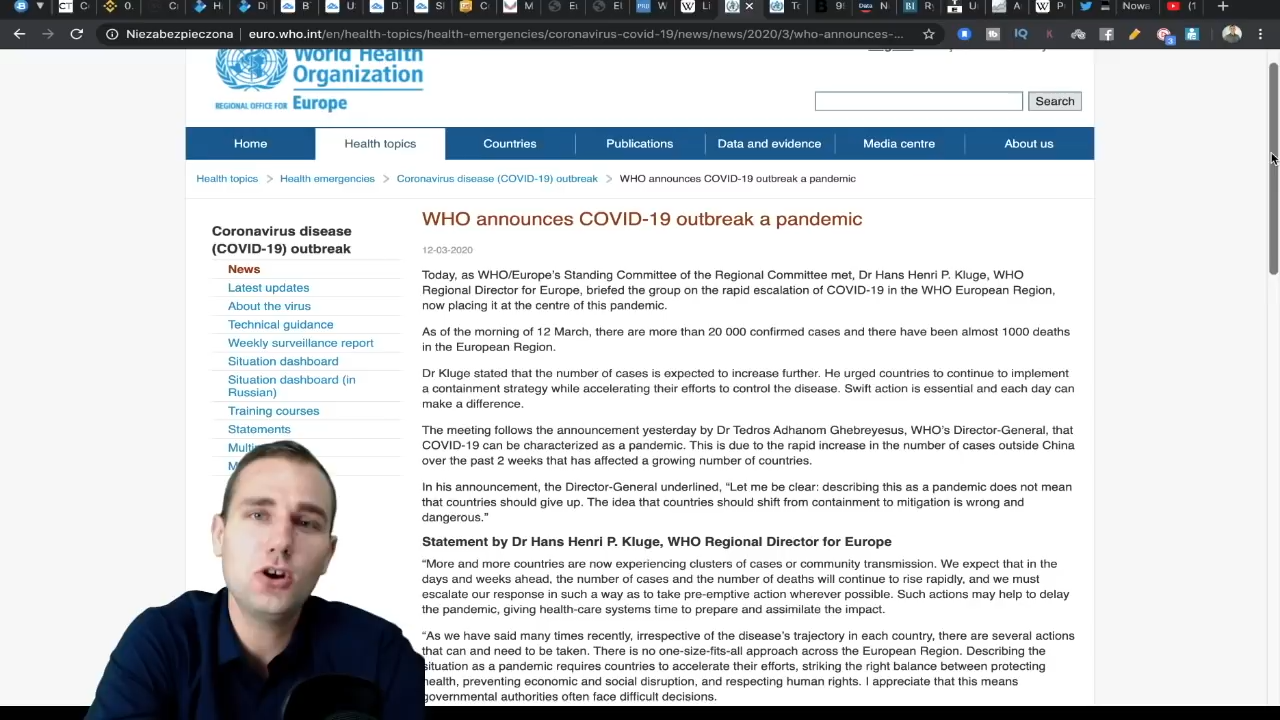 Niezabezpieczona | euro.who.int/en/health-topics/health-emergencies/coronavirus-covid-19/news/news/2020/3/who-announces-...
World Health
Organization
REGIONAL OFFICE FOR Europe
Search
Home
Health topics
Countries
Publications
Data and evidence
Media centre
About us
Health topics > Health emergencies > Coronavirus disease (COVID-19) outbreak > WHO announces COVID-19 outbreak a pandemic
Coronavirus disease
(COVID-19) outbreak
News
Latest updates
About the virus
Technical guidance
Weekly surveillance report
Situation dashboard
Situation dashboard (in
Russian)
Training courses
Statements
WHO announces COVID-19 outbreak a pandemic
12-03-2020
Today, as WHO/Europe's Standing Committee of the Regional Committee met, Dr Hans Henri P. Kluge, WHO
Regional Director for Europe, briefed the group on the rapid escalation of COVID-19 in the WHO European Region,
now placing it at the centre of this pandemic.
As of the morning of 12 March, there are more than 20 000 confirmed cases and there have been almost 1000 deaths
in the European Region.
Dr Kluge stated that the number of cases is expected to increase further. He urged countries to continue to implement
a containment strategy while accelerating their efforts to control the disease. Swift action is essential and each day can
make a difference.
The meeting follows the announcement yesterday by Dr Tedros Adhanom Ghebreyesus, WHO's Director-General, that
COVID-19 can be characterized as a pandemic. This is due to the rapid increase in the number of cases outside China
over the past 2 weeks that has affected a growing number of countries.
In his announcement, the Director-General underlined, “Let me be clear: describing this as a pandemic does not mean
that countries should give up. The idea that countries should shift from containment to mitigation is wrong and
dangerous.”
Statement by Dr Hans Henri P. Kluge, WHO Regional Director for Europe
“More and more countries are now experiencing clusters of cases or community transmission. We expect that in the
days and weeks ahead, the number of cases and the number of deaths will continue to rise rapidly, and we must
escalate our response in such a way as to take pre-emptive action wherever possible. Such actions may help to delay
the pandemic, giving health-care systems time to prepare and assimilate the impact.
“As we have said many times recently, irrespective of the disease's trajectory in each country, there are several actions
that can and need to be taken. There is no one-size-fits-all approach across the European Region. Describing the
situation as a pandemic requires countries to accelerate their efforts, striking the right balance between protecting
health, preventing economic and social disruption, and respecting human rights. I appreciate that this means
governmental authorities often face difficult decisions.